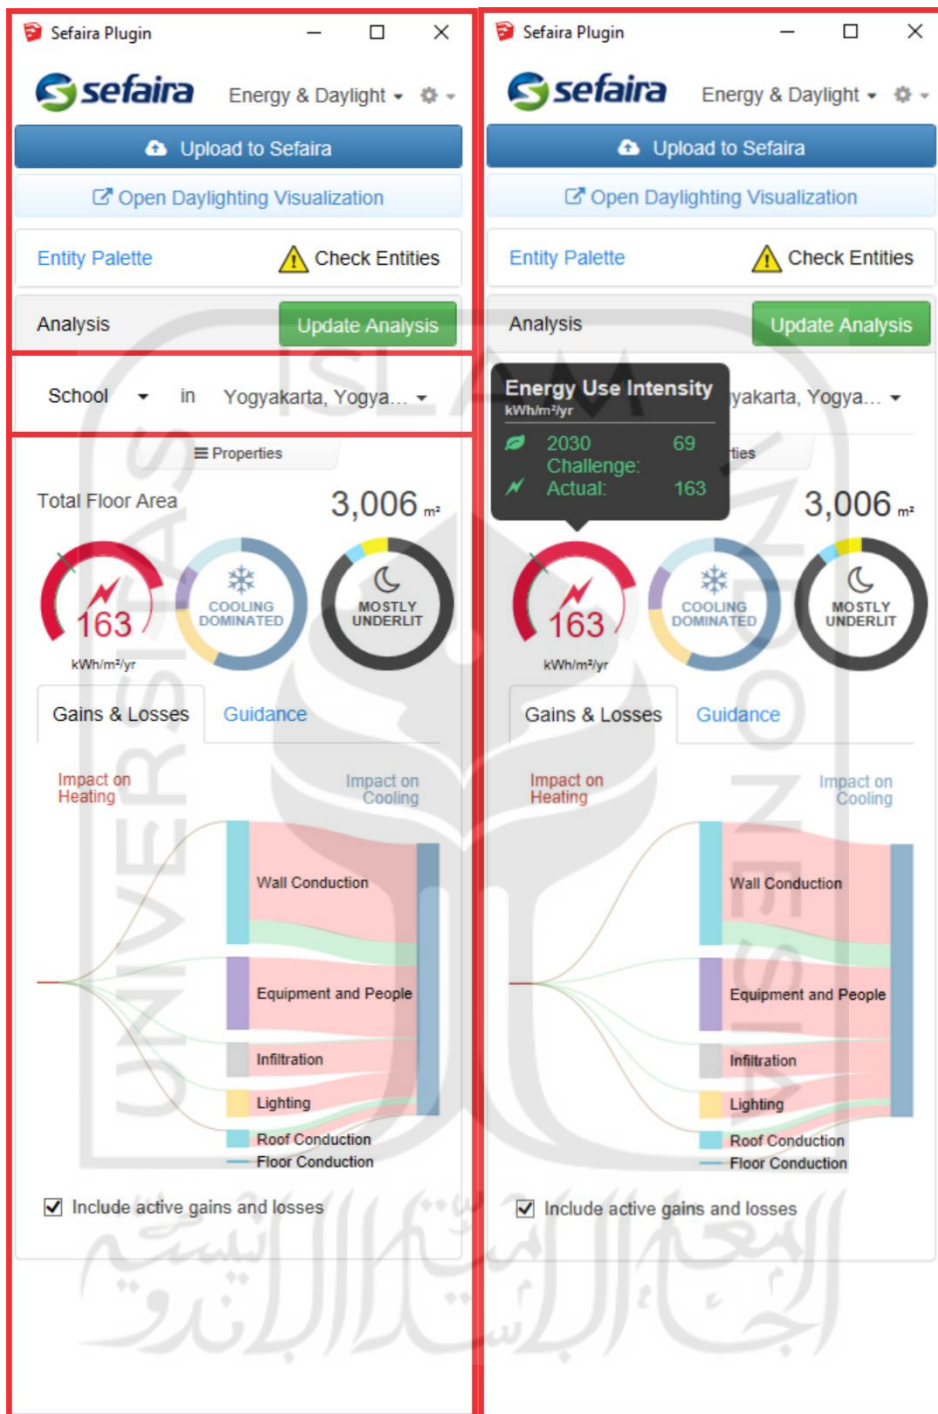 Sefaira Plugin
sefaira Energy & Daylight
Upload to Sefaira
Open Daylighting Visualization
Entity Palette Check Entities
Analysis Update Analysis
School in Yogyakarta, Yogya...
Properties
Total Floor Area 3,006 m²
163
kWh/m²/yr
COOLING
DOMINATED
MOSTLY
UNDERLIT
Gains & Losses Guidance
Impact on
Heating
Impact on
Cooling
Wall Conduction
Equipment and People
Infiltration
Lighting
Roof Conduction
Floor Conduction
Include active gains and losses
Sefaira Plugin
sefaira Energy & Daylight
Upload to Sefaira
Open Daylighting Visualization
Entity Palette Check Entities
Analysis Update Analysis
Energy Use Intensity
kWh/m²/yr
2030 69
Challenge:
Actual: 163
yakarta, Yogya...
ties
3,006 m²
163
kWh/m²/yr
COOLING
DOMINATED
MOSTLY
UNDERLIT
Gains & Losses Guidance
Impact on
Heating
Impact on
Cooling
Wall Conduction
Equipment and People
Infiltration
Lighting
Roof Conduction
Floor Conduction
Include active gains and losses
UNIVERSITAS
ISLAM
INDONESIA